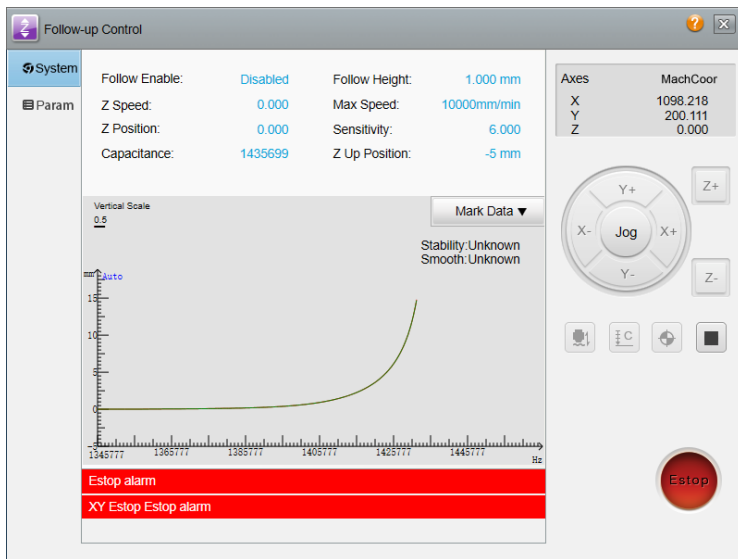 Follow-up Control
System
Param
Follow Enable: Disabled Follow Height: 1.000 mm
Z Speed: 0.000 Max Speed: 10000mm/min
Z Position: 0.000 Sensitivity: 6.000
Capacitance: 1435699 Z Up Position: -5 mm
Vertical Scale
0.5
Mark Data ▼
Stability:Unknown
Smooth:Unknown
mm
Auto
15
10
5
0
-5
1345777 1365777 1385777 1405777 1425777 1445777
Hz
Estop alarm
XY Estop Estop alarm
Axes MachCoor
X 1098.218
Y 200.111
Z 0.000
Y+
Z+
X- Jog X+
Y-
Z-
C
Estop